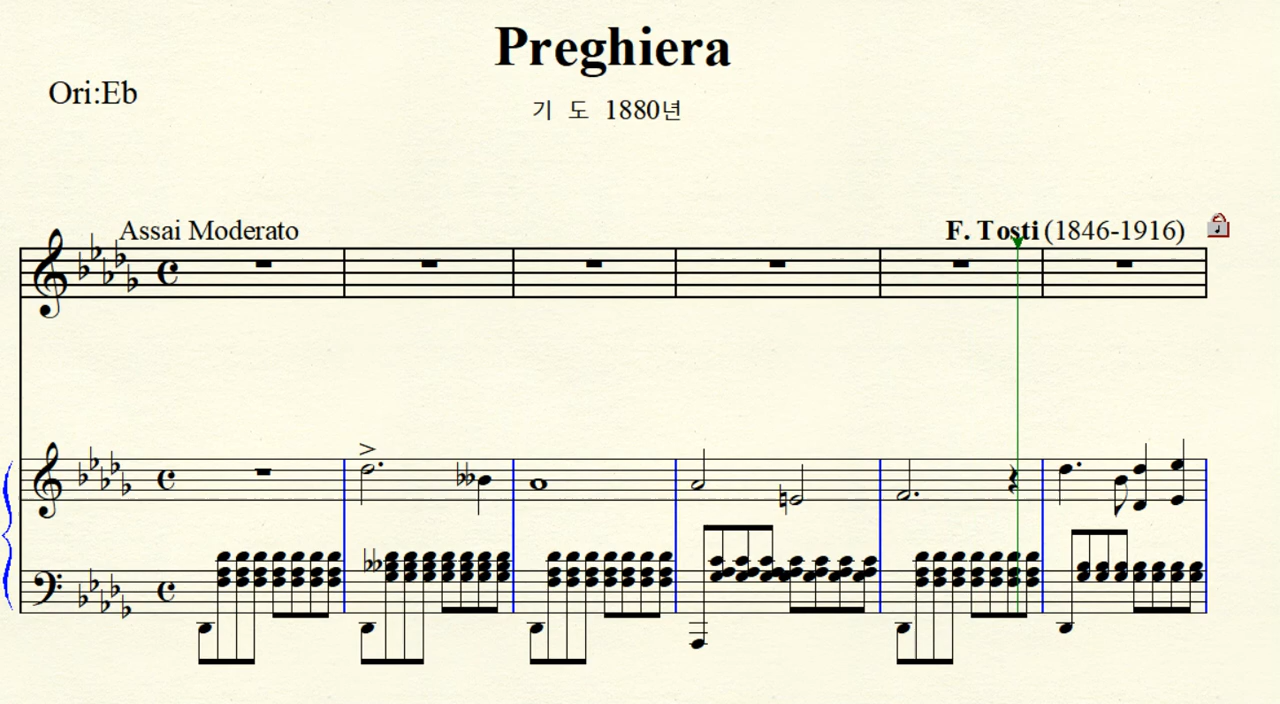 Preghiera
Ori:Eb
기 도 1880년
Assai Moderato
F. Tosti (1846-1916)